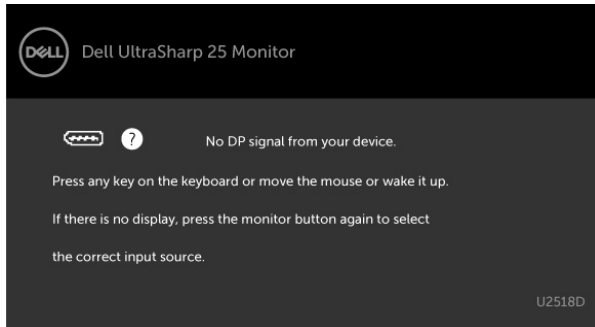 DELL Dell UltraSharp 25 Monitor
? No DP signal from your device.
Press any key on the keyboard or move the mouse or wake it up.
If there is no display, press the monitor button again to select
the correct input source.
U2518D